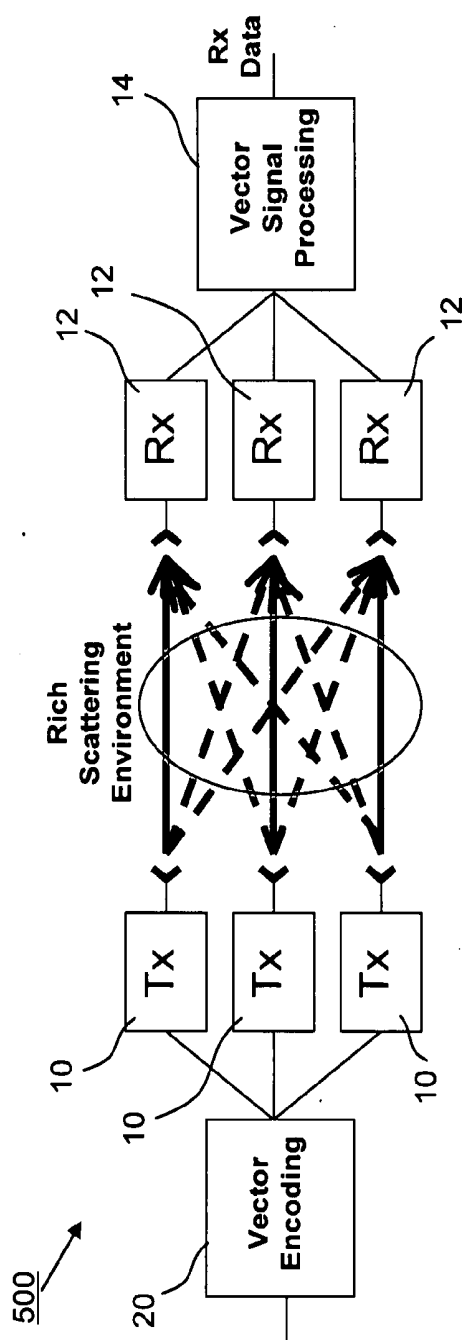 500
20
Vector
Encoding
10
10
10
Tx
Tx
Tx
Rich
Scattering
Environment
12
12
12
Rx
Rx
Rx
14
Vector
Signal
Processing
Rx
Data